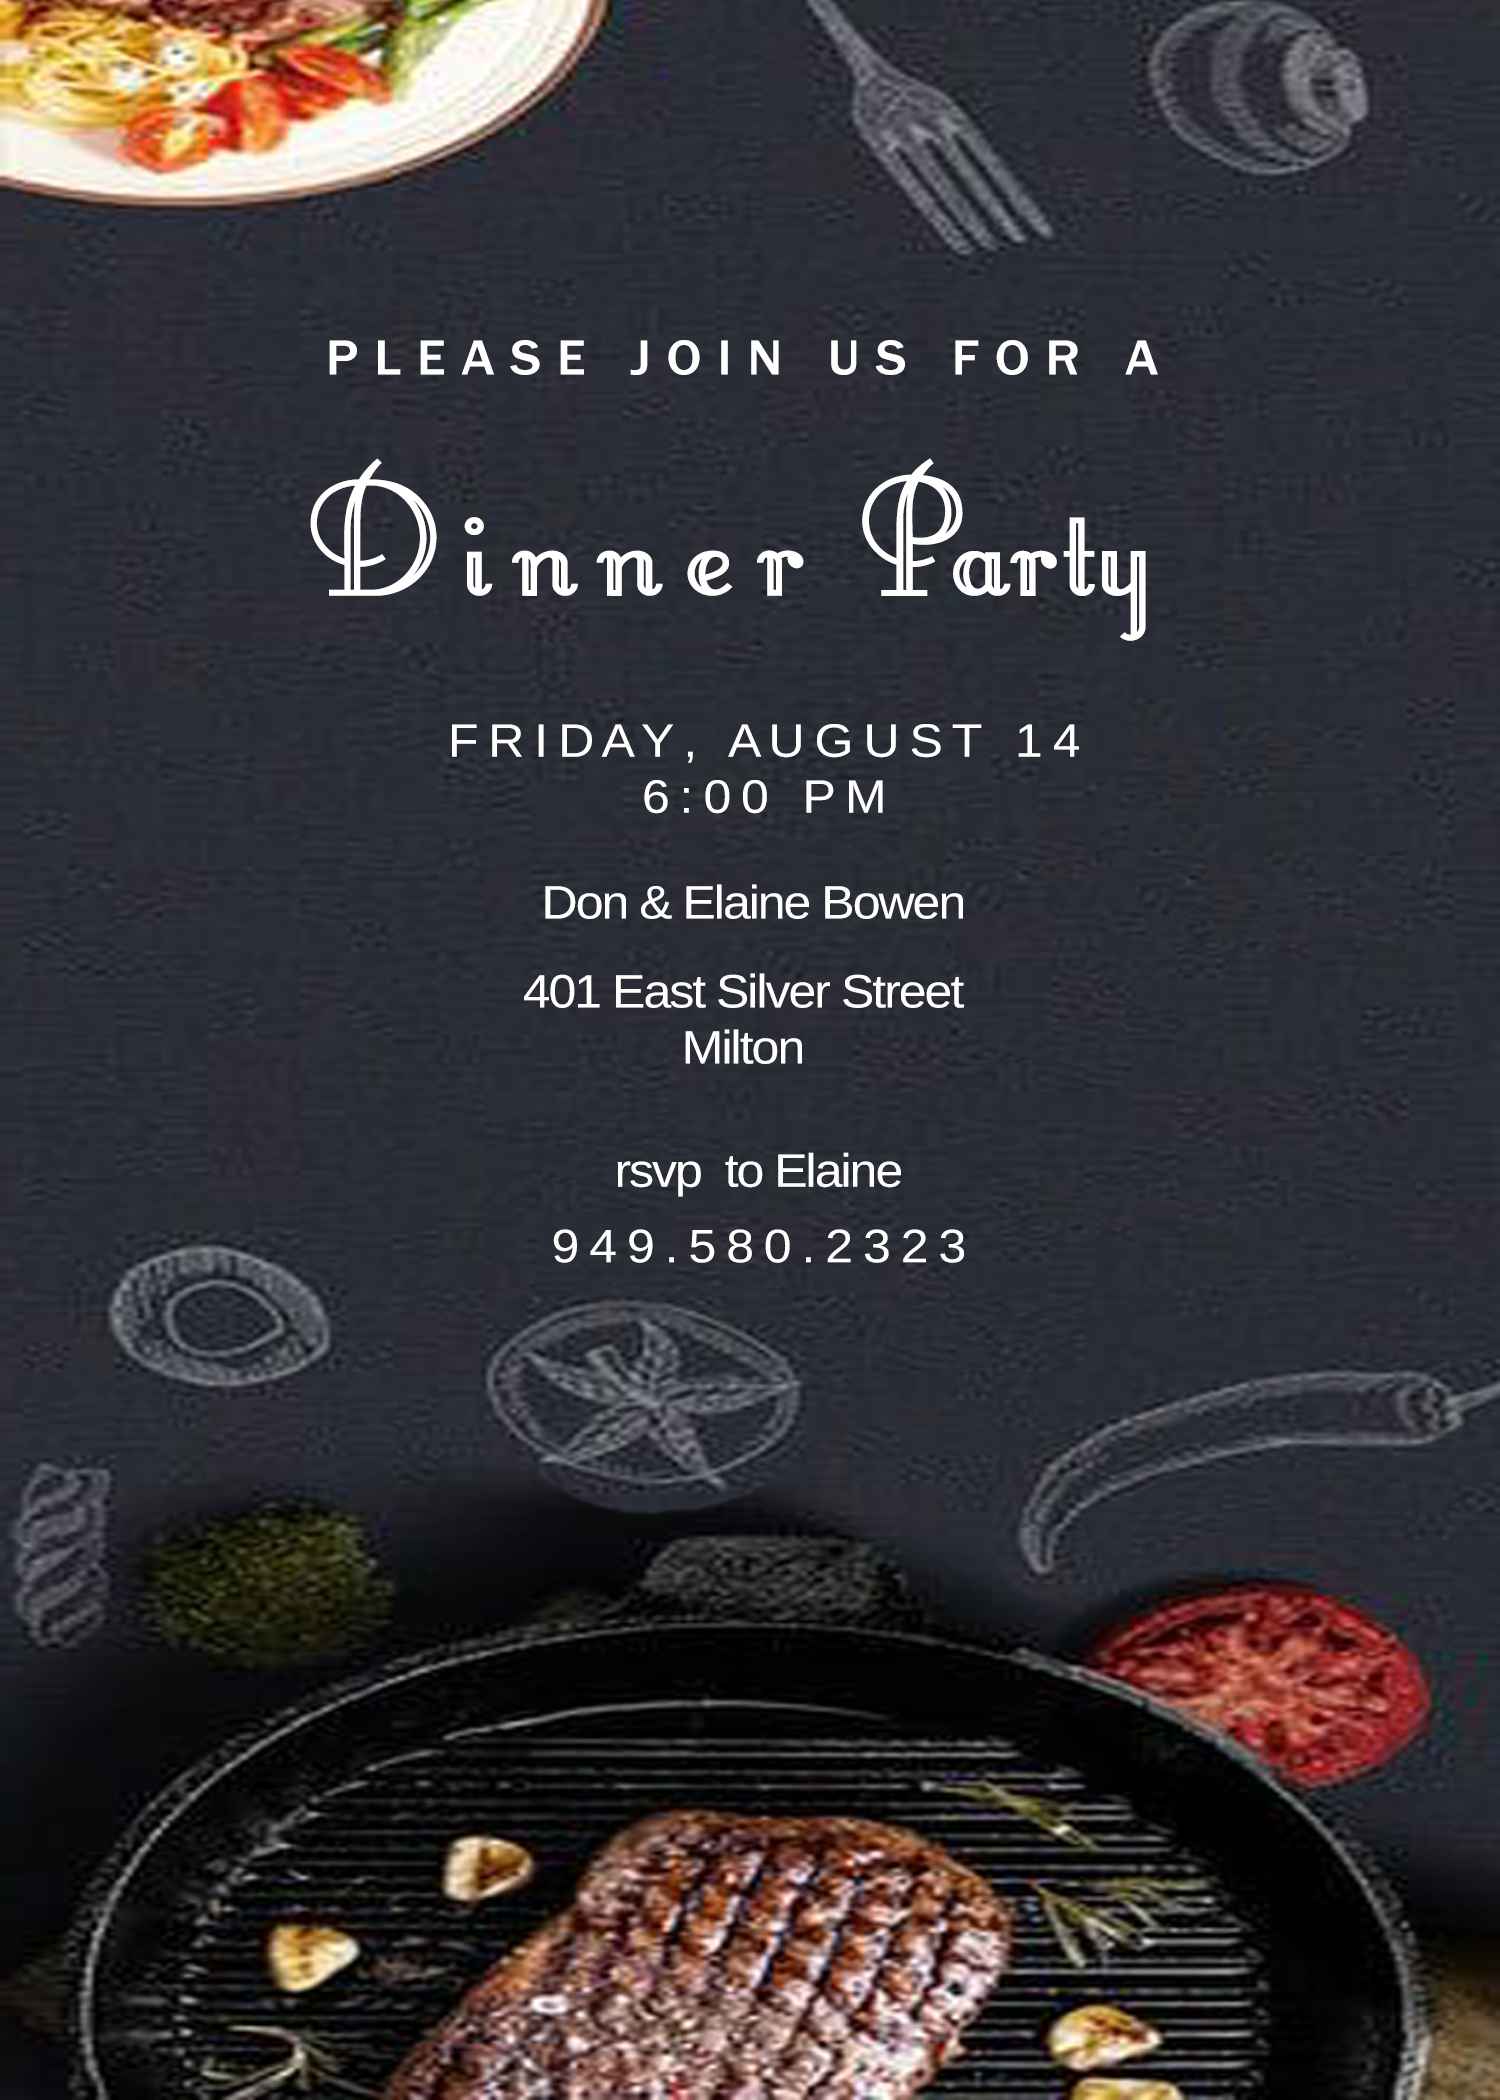 PLEASE JOIN US FOR A
Dinner Party
FRIDAY, AUGUST 14
6:00 PM
Don & Elaine Bowen
401 East Silver Street
Milton
rsvp  to Elaine
949.580.2323